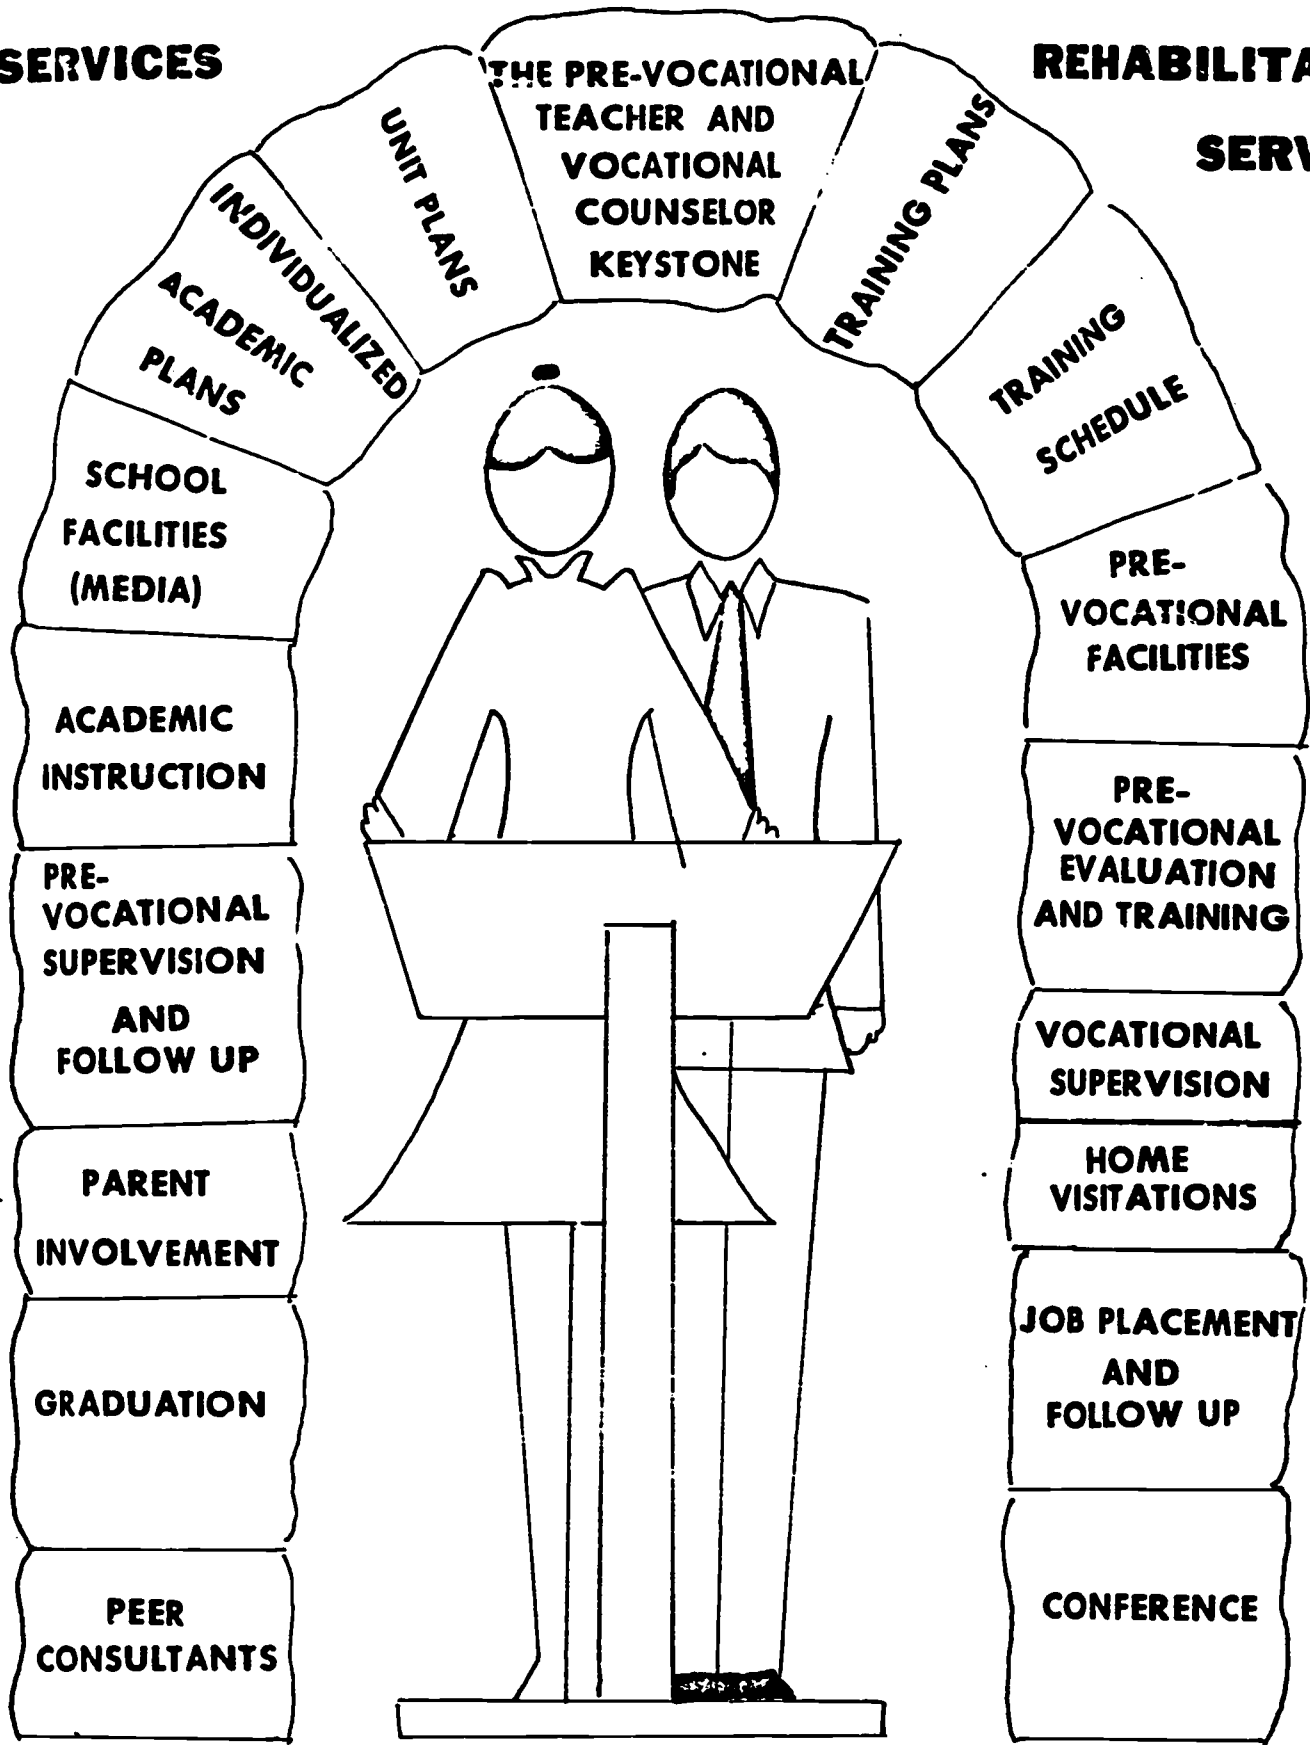 SERVICES
REHABILITA
SERV
THE PRE-VOCATIONAL
TEACHER AND
VOCATIONAL
COUNSELOR
KEYSTONE
UNIT PLANS
INDIVIDUALIZED
ACADEMIC
PLANS
SCHOOL
FACILITIES
(MEDIA)
ACADEMIC
INSTRUCTION
PRE-
VOCATIONAL
SUPERVISION
AND
FOLLOW UP
PARENT
INVOLVEMENT
GRADUATION
PEER
CONSULTANTS
TRAINING PLANS
TRAINING
SCHEDULE
PRE-
VOCATIONAL
FACILITIES
PRE-
VOCATIONAL
EVALUATION
AND TRAINING
VOCATIONAL
SUPERVISION
HOME
VISITATIONS
JOB PLACEMENT
AND
FOLLOW UP
CONFERENCE